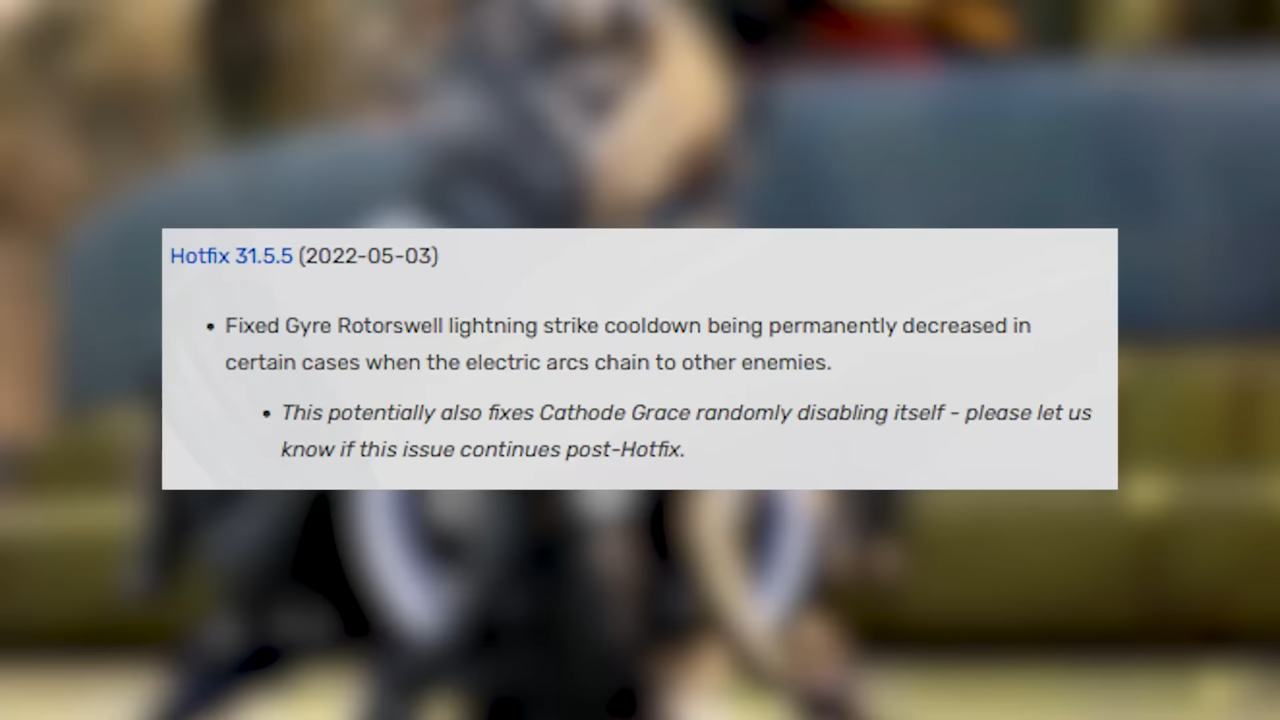 Hotfix 31.5.5 (2022-05-03)
• Fixed Gyre Rotorswell lightning strike cooldown being permanently decreased in
certain cases when the electric arcs chain to other enemies.
• This potentially also fixes Cathode Grace randomly disabling itself - please let us
know if this issue continues post-Hotfix.